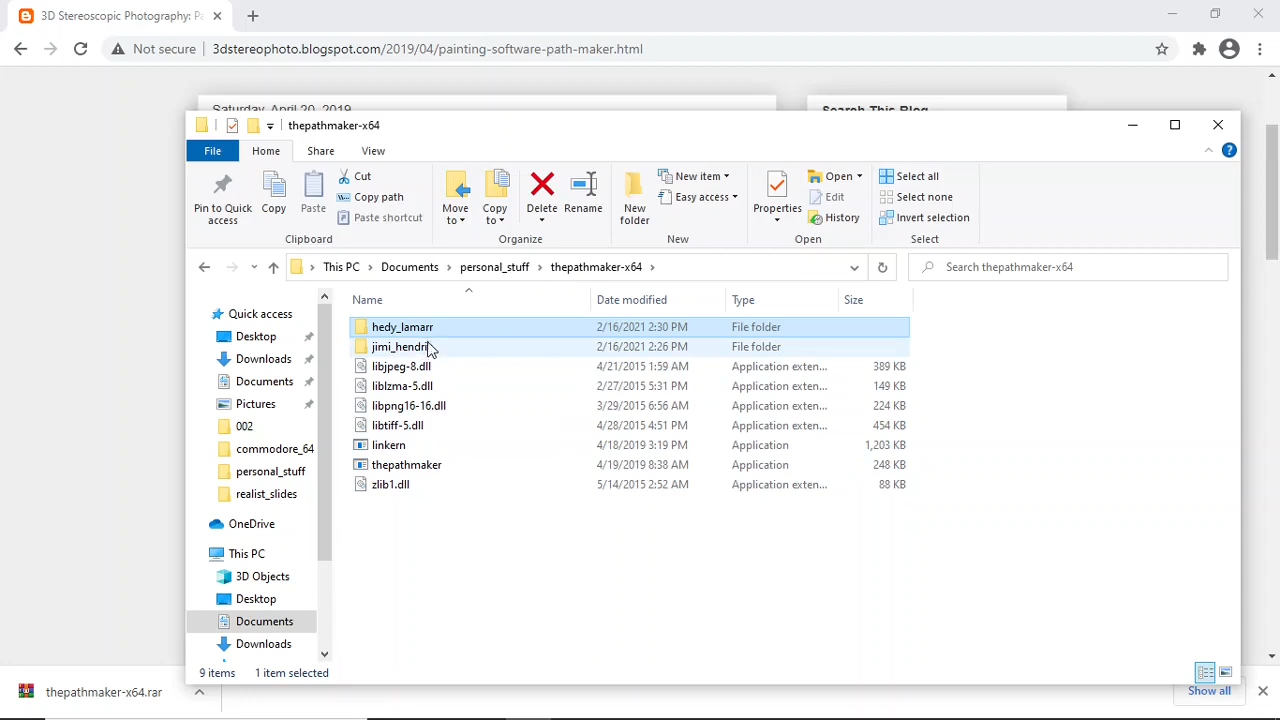 3D Stereoscopic Photography: Pa
Not secure 3dstereophoto.blogspot.com/2019/04/painting-software-path-maker.html
Saturday, April 20, 2019
Search This Blog
thepathmaker-x64
File Home Share View
Pin to Quick access
Copy
Paste
Cut
Copy path
Paste shortcut
Clipboard
Move to
Copy to
Delete
Rename
Organize
New folder
New item
Easy access
New
Properties
Open
Edit
History
Open
Select all
Select none
Invert selection
Select
This PC Documents personal_stuff thepathmaker-x64
Search thepathmaker-x64
Quick access
Desktop
Downloads
Documents
Pictures
002
commodore_64
personal_stuff
realist_slides
OneDrive
This PC
3D Objects
Desktop
Documents
Downloads
Name Date modified Type Size
hedy_lamarr 2/16/2021 2:30 PM File folder
jimi_hendri 2/16/2021 2:26 PM File folder
libjpeg-8.dll 4/21/2015 1:59 AM Application exten... 389 KB
liblzma-5.dll 2/27/2015 5:31 PM Application exten... 149 KB
libpng16-16.dll 3/29/2015 6:56 AM Application exten... 224 KB
libtiff-5.dll 4/28/2015 4:51 PM Application exten... 454 KB
linkern 4/18/2019 3:19 PM Application 1,203 KB
thepathmaker 4/19/2019 8:38 AM Application 248 KB
zlib1.dll 5/14/2015 2:52 AM Application exten... 88 KB
9 items 1 item selected
thepathmaker-x64.rar
Show all